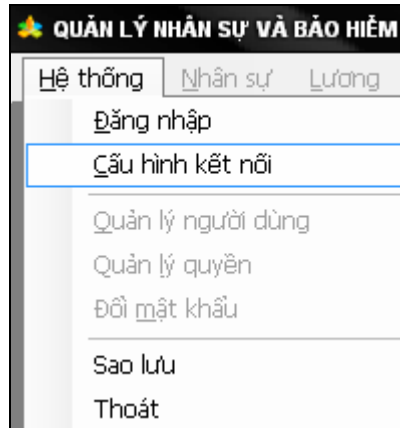 QUẢN LÝ NHÂN SỰ VÀ BẢO HIỂM
Hệ thống Nhân sự Lương
Đăng nhập
Cấu hình kết nối
Quản lý người dùng
Quản lý quyền
Đổi mật khẩu
Sao lưu
Thoát